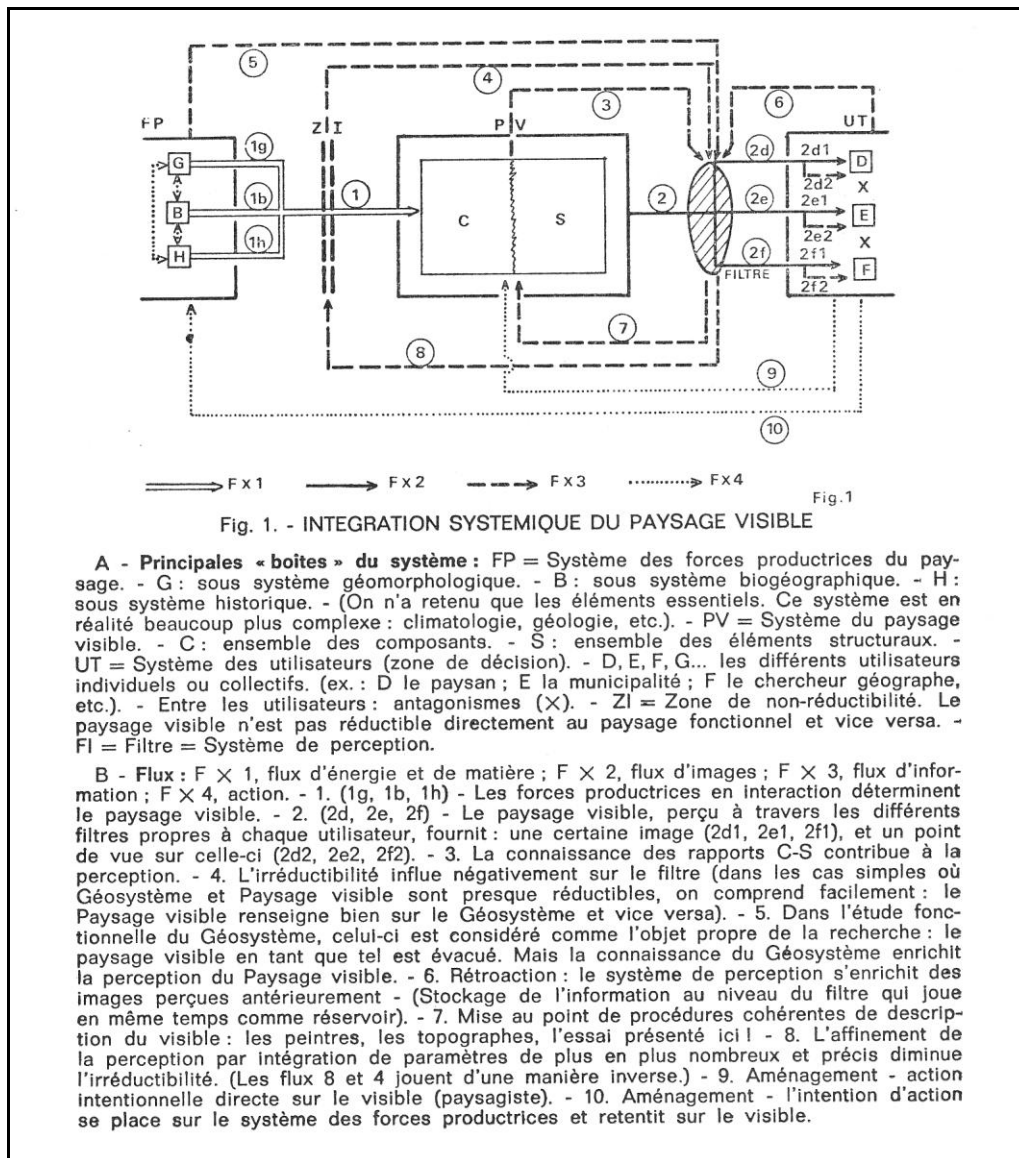 5
4
3
6
FP
Z I
P V
UT
1g
G
2d
2d1
D
2d2
X
1b
1
B
C
S
2
2e
2e1
E
2e2
X
1h
H
2f
2f1
F
FILTRE
2f2
7
8
9
10
F x 1
F x 2
F x 3
F x 4
Fig.1
Fig. 1. - INTEGRATION SYSTEMIQUE DU PAYSAGE VISIBLE
A - Principales « boîtes » du système : FP = Système des forces productrices du pay-
sage. - G : sous système géomorphologique. - B : sous système biogéographique. - H :
sous système historique. - (On n'a retenu que les éléments essentiels. Ce système est en
réalité beaucoup plus complexe : climatologie, géologie, etc.). - PV = Système du paysage
visible. - C : ensemble des composants. - S : ensemble des éléments structuraux. -
UT = Système des utilisateurs (zone de décision). - D, E, F, G... les différents utilisateurs
individuels ou collectifs. (ex. : D le paysan ; E la municipalité ; F le chercheur géographe,
etc.). - Entre les utilisateurs : antagonismes (X). - ZI = Zone de non-réductibilité. Le
paysage visible n'est pas réductible directement au paysage fonctionnel et vice versa. -
FI = Filtre = Système de perception.
B - Flux : F X 1, flux d'énergie et de matière ; F X 2, flux d'images ; F X 3, flux d'infor-
mation ; F X 4, action. - 1. (1g, 1b, 1h) - Les forces productrices en interaction déterminent
le paysage visible. - 2. (2d, 2e, 2f) - Le paysage visible, perçu à travers les différents
filtres propres à chaque utilisateur, fournit : une certaine image (2d1, 2e1, 2f1), et un point
de vue sur celle-ci (2d2, 2e2, 2f2). - 3. La connaissance des rapports C-S contribue à la
perception. - 4. L'irréductibilité influe négativement sur le filtre (dans les cas simples où
Géosystème et Paysage visible sont presque réductibles, on comprend facilement : le
Paysage visible renseigne bien sur le Géosystème et vice versa). - 5. Dans l'étude fonc-
tionnelle du Géosystème, celui-ci est considéré comme l'objet propre de la recherche : le
paysage visible en tant que tel est évacué. Mais la connaissance du Géosystème enrichit
la perception du Paysage visible. - 6. Rétroaction : le système de perception s'enrichit des
images perçues antérieurement - (Stockage de l'information au niveau du filtre qui joue
en même temps comme réservoir). - 7. Mise au point de procédures cohérentes de descrip-
tion du visible : les peintres, les topographes, l'essai présenté ici ! - 8. L'affinement de
la perception par intégration de paramètres de plus en plus nombreux et précis diminue
l'irréductibilité. (Les flux 8 et 4 jouent d'une manière inverse.) - 9. Aménagement - action
intentionnelle directe sur le visible (paysagiste). - 10. Aménagement - l'intention d'action
se place sur le système des forces productrices et retentit sur le visible.